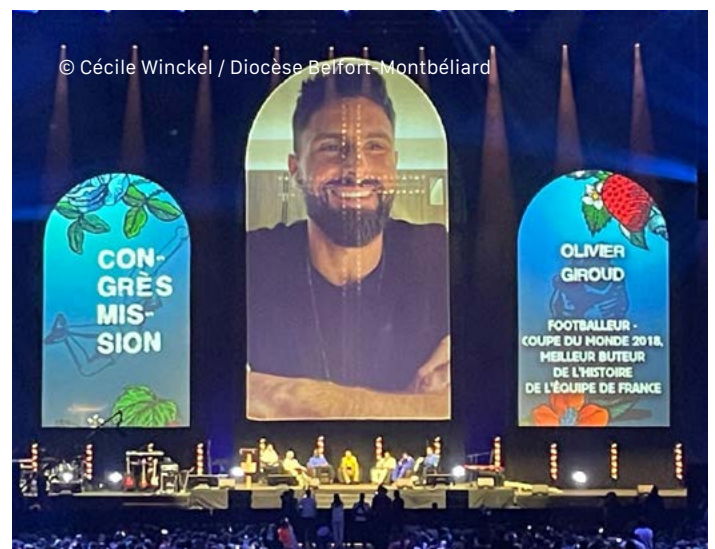 © Cécile Winckel / Diocèse Belfort-Montbéliard
CON-
GRÈS
MIS-
SION
OLIVIER
GIROUD
FOOTBALLEUR -
COUPE DU MONDE 2018,
MEILLEUR BUTEUR
DE L'HISTOIRE
DE L'ÉQUIPE DE FRANCE